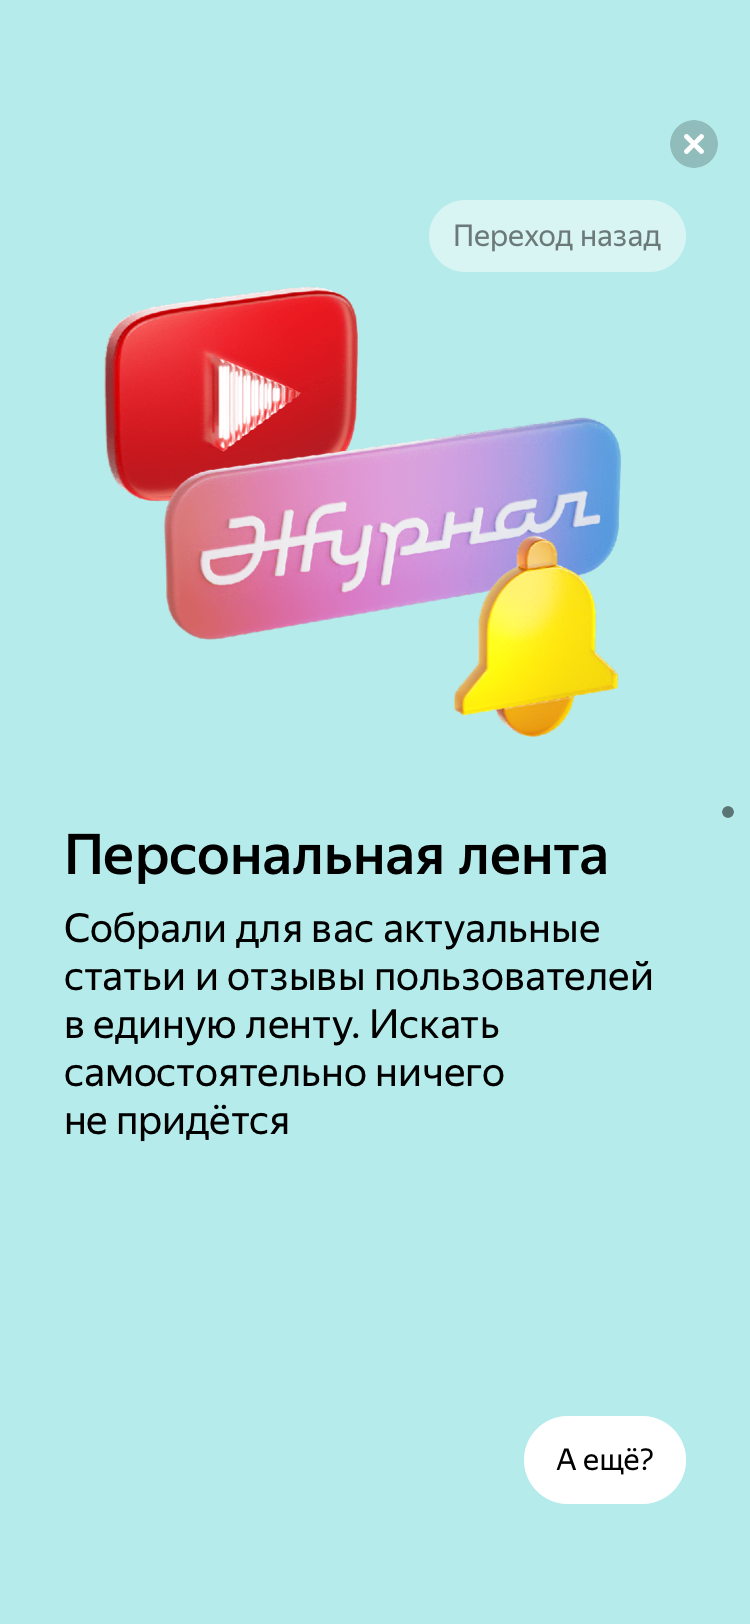 Переход назад
Журнал
Персональная лента
Собрали для вас актуальные
статьи и отзывы пользователей
в единую ленту. Искать
самостоятельно ничего
не придётся
А ещё?